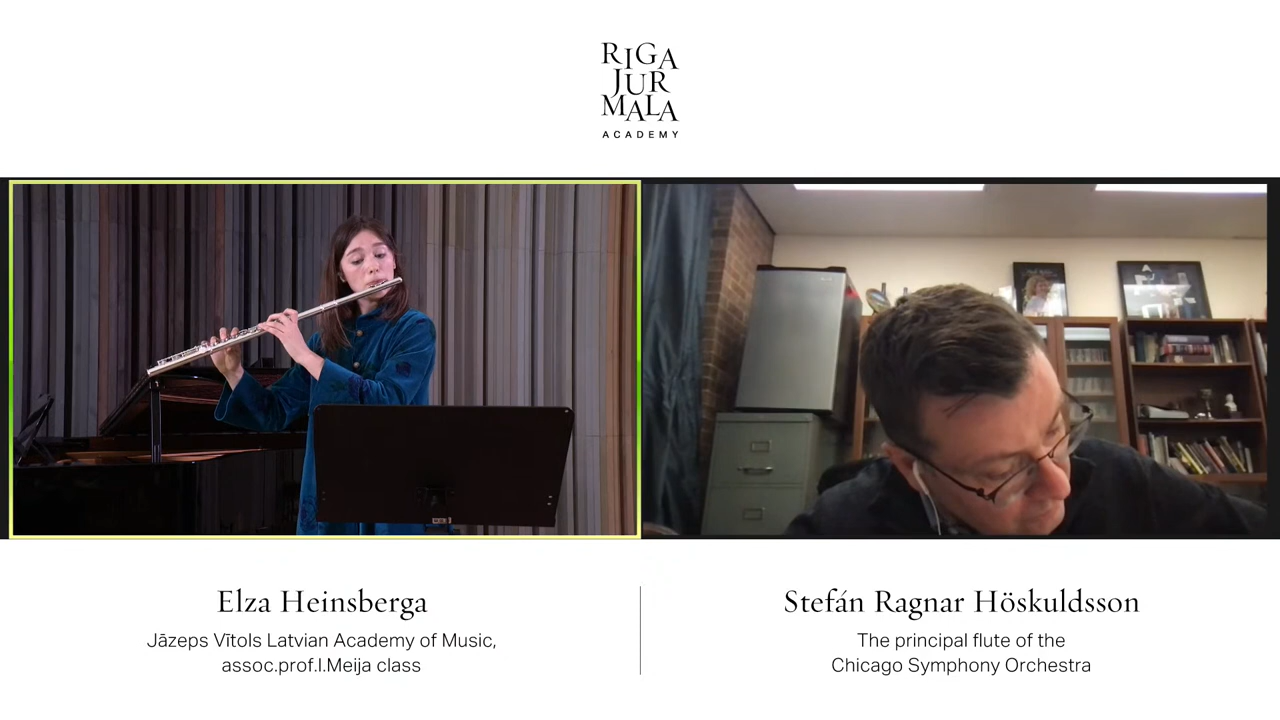 RIGA
JUR
MALA
ACADEMY
Elza Heinsberga
Jāzeps Vītols Latvian Academy of Music,
assoc.prof.I.Meija class
Stefán Ragnar Höskuldsson
The principal flute of the
Chicago Symphony Orchestra